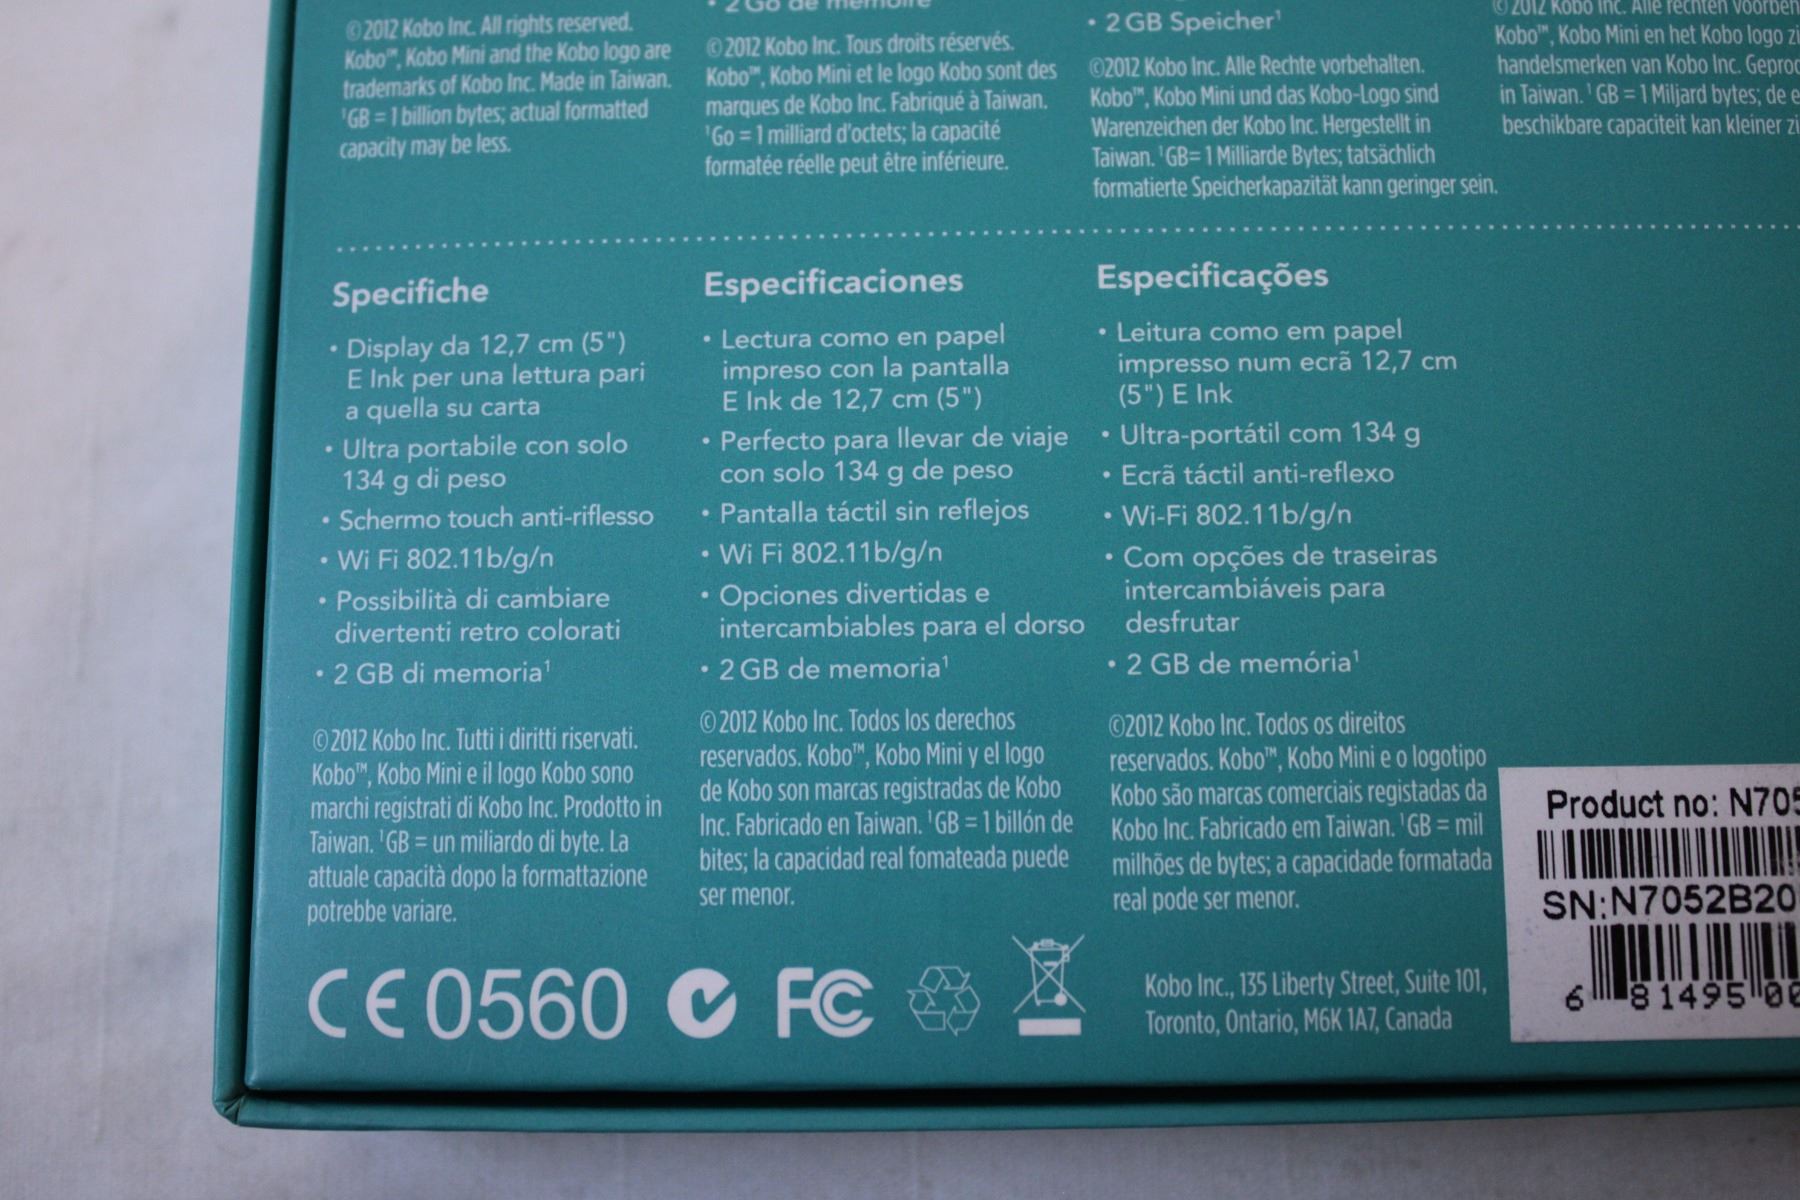 ©2012 Kobo Inc. All rights reserved.
Kobo™, Kobo Mini and the Kobo logo are
trademarks of Kobo Inc. Made in Taiwan.
¹GB = 1 billion bytes; actual formatted
capacity may be less.
• 2 Go de mémoire
©2012 Kobo Inc. Tous droits réservés.
Kobo™, Kobo Mini et le logo Kobo sont des
marques de Kobo Inc. Fabriqué à Taiwan.
¹Go = 1 milliard d'octets; la capacité
formatée réelle peut être inférieure.
• 2 GB Speicher¹
©2012 Kobo Inc. Alle Rechte vorbehalten.
Kobo™, Kobo Mini und das Kobo-Logo sind
Warenzeichen der Kobo Inc. Hergestellt in
Taiwan. ¹GB= 1 Milliarde Bytes; tatsächlich
formatierte Speicherkapazität kann geringer sein.
©2012 Kobo Inc. Alle rechten
Kobo™, Kobo Mini en het Kobo logo
handelsmerken van Kobo Inc.
in Taiwan. ¹ GB = 1 Miljard bytes; de
beschikbare capaciteit kan kleiner
Specifiche
• Display da 12,7 cm (5")
E Ink per una lettura pari
a quella su carta
• Ultra portabile con solo
134 g di peso
• Schermo touch anti-riflesso
• Wi Fi 802.11b/g/n
• Possibilità di cambiare
divertenti retro colorati
• 2 GB di memoria¹
©2012 Kobo Inc. Tutti i diritti riservati.
Kobo™, Kobo Mini e il logo Kobo sono
marchi registrati di Kobo Inc. Prodotto in
Taiwan. ¹GB = un miliardo di byte. La
attuale capacità dopo la formattazione
potrebbe variare.
Especificaciones
• Lectura como en papel
impreso con la pantalla
E Ink de 12,7 cm (5")
• Perfecto para llevar de viaje
con solo 134 g de peso
• Pantalla táctil sin reflejos
• Wi Fi 802.11b/g/n
• Opciones divertidas e
intercambiables para el dorso
• 2 GB de memoria¹
©2012 Kobo Inc. Todos los derechos
reservados. Kobo™, Kobo Mini y el logo
de Kobo son marcas registradas de Kobo
Inc. Fabricado en Taiwan. ¹GB = 1 billón de
bites; la capacidad real fomateada puede
ser menor.
Especificações
• Leitura como em papel
impresso num ecrã 12,7 cm
(5") E Ink
• Ultra-portátil com 134 g
• Ecrã táctil anti-reflexo
• Wi-Fi 802.11b/g/n
• Com opções de traseiras
intercambiáveis para
desfrutar
• 2 GB de memória¹
©2012 Kobo Inc. Todos os direitos
reservados. Kobo™, Kobo Mini e o logotipo
Kobo são marcas comerciais registadas da
Kobo Inc. Fabricado em Taiwan. ¹GB = mil
milhões de bytes; a capacidade formatada
real pode ser menor.
CE 0560 FC
Kobo Inc., 135 Liberty Street, Suite 101,
Toronto, Ontario, M6K 1A7, Canada
Product no: N705
SN:N7052B20
6 81495 00